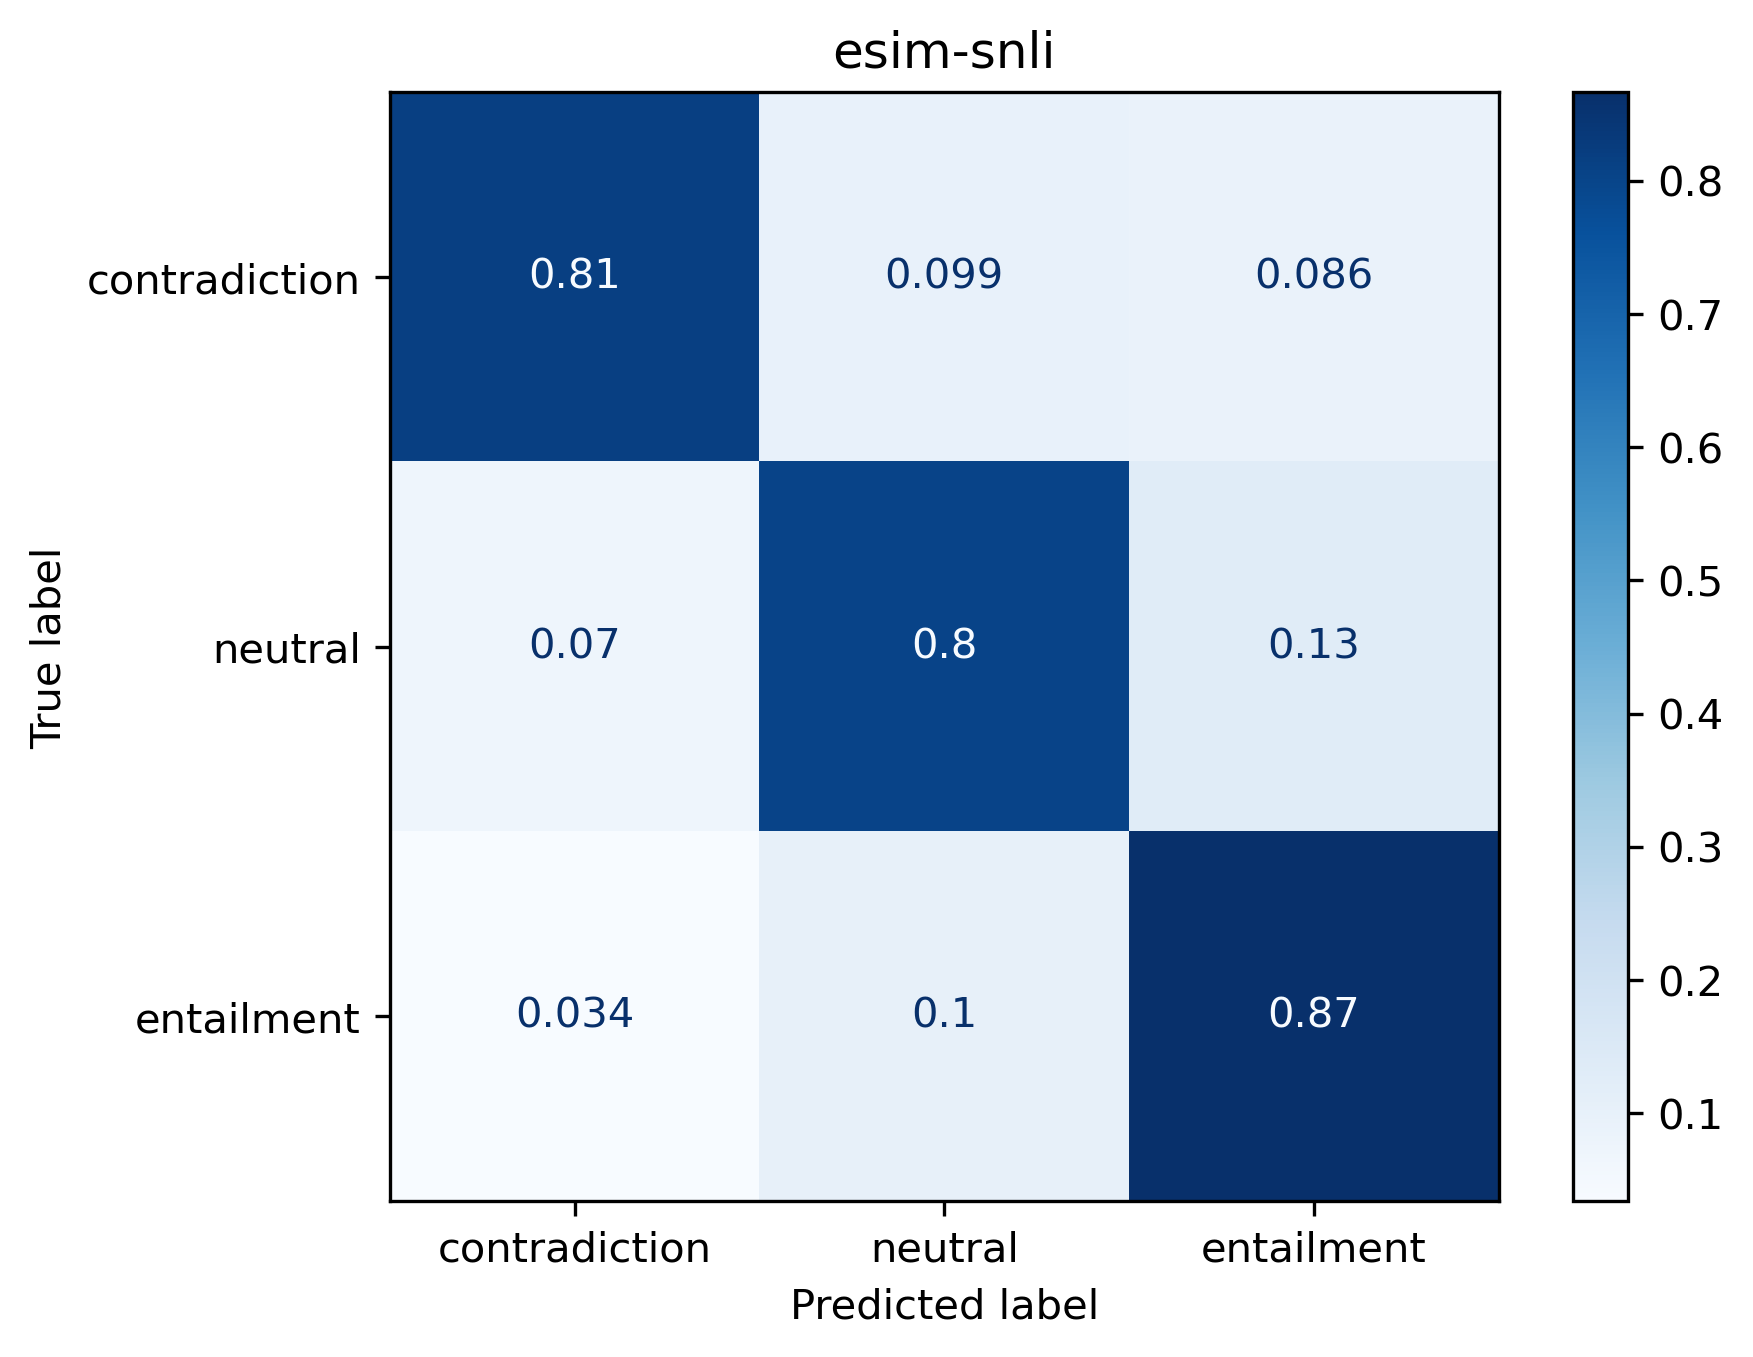 esim-snli
contradiction
0.81
0.099
0.086
0.8
0.7
0.6
0.5
0.4
0.3
0.2
0.1
True label
neutral
0.07
0.8
0.13
entailment
0.034
0.1
0.87
contradiction
neutral
entailment
Predicted label